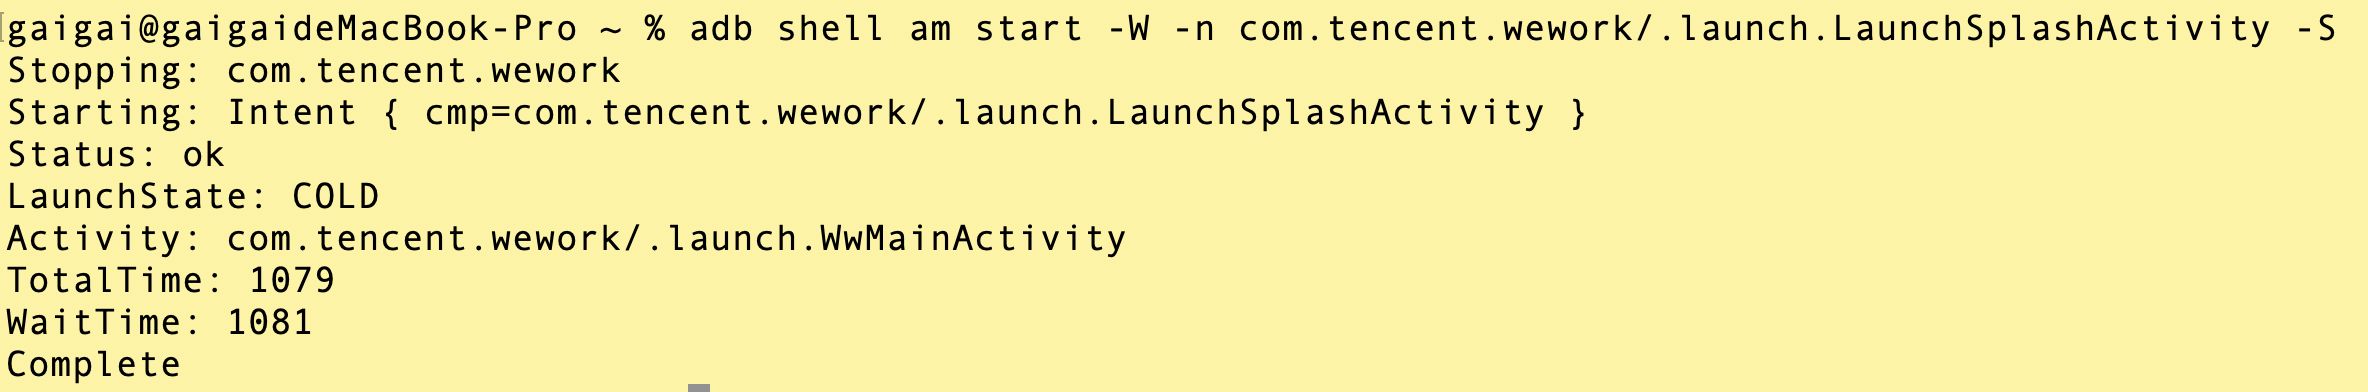 gaigai@gaigaideMacBook-Pro ~ % adb shell am start -W -n com.tencent.wework/.launch.LaunchSplashActivity -S
Stopping: com.tencent.wework
Starting: Intent { cmp=com.tencent.wework/.launch.LaunchSplashActivity }
Status: ok
LaunchState: COLD
Activity: com.tencent.wework/.launch.WwMainActivity
TotalTime: 1079
WaitTime: 1081
Complete